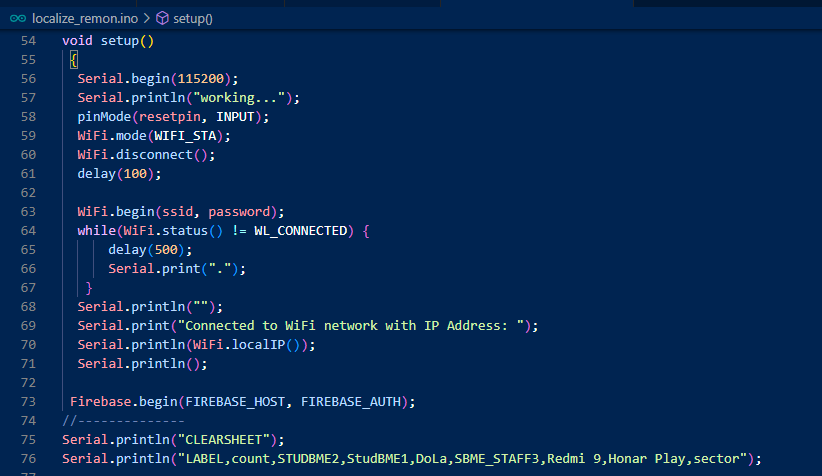 localize_remon.ino > setup()
54 void setup()
55 {
56 Serial.begin(115200);
57 Serial.println("working...");
58 pinMode(resetpin, INPUT);
59 WiFi.mode(WIFI_STA);
60 WiFi.disconnect();
61 delay(100);
62
63 WiFi.begin(ssid, password);
64 while(WiFi.status() != WL_CONNECTED) {
65 delay(500);
66 Serial.print(".");
67 }
68 Serial.println("");
69 Serial.print("Connected to WiFi network with IP Address: ");
70 Serial.println(WiFi.localIP());
71 Serial.println();
72
73 Firebase.begin(FIREBASE_HOST, FIREBASE_AUTH);
74 //--------------
75 Serial.println("CLEARSHEET");
76 Serial.println("LABEL,count,STUDBME2,StudBME1,DoLa,SBME_STAFF3,Redmi 9,Honar Play,sector");